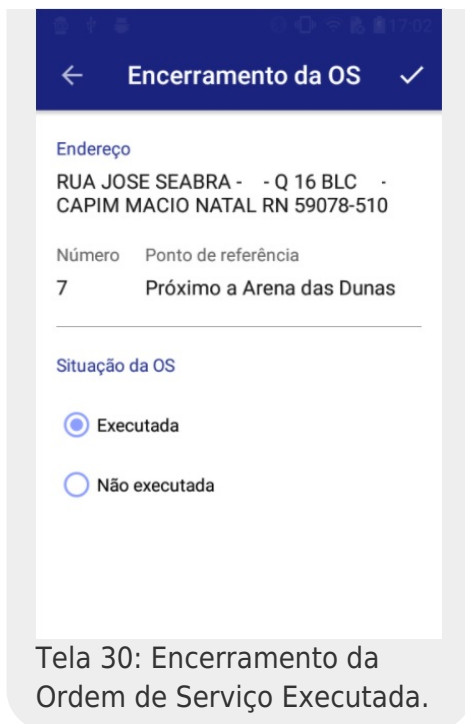 17:02
Encerramento da OS
Endereço
RUA JOSE SEABRA - - Q 16 BLC -
CAPIM MACIO NATAL RN 59078-510
Número Ponto de referência
7 Próximo a Arena das Dunas
Situação da OS
Executada
Não executada
Tela 30: Encerramento da
Ordem de Serviço Executada.